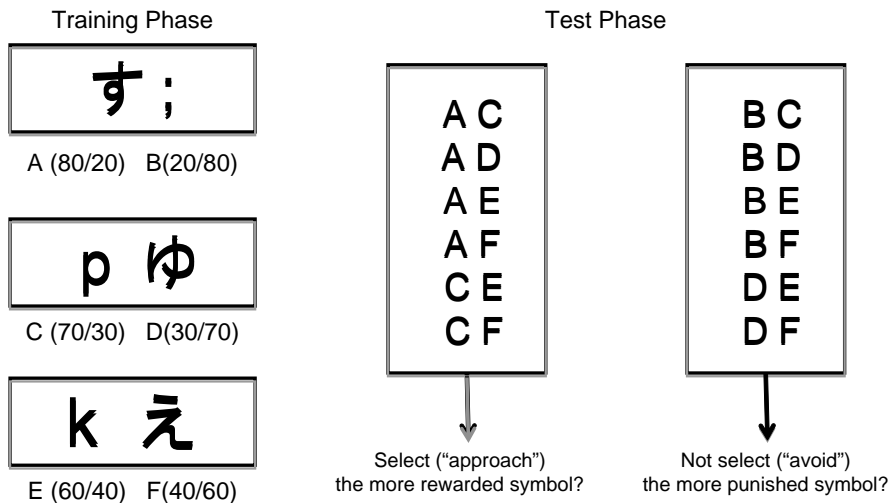 Training Phase
す ;
A (80/20) B(20/80)
p ゆ
C (70/30) D(30/70)
k え
E (60/40) F(40/60)
Test Phase
A C
A D
A E
A F
C E
C F
Select (“approach”)
the more rewarded symbol?
B C
B D
B E
B F
D E
D F
Not select (“avoid”)
the more punished symbol?